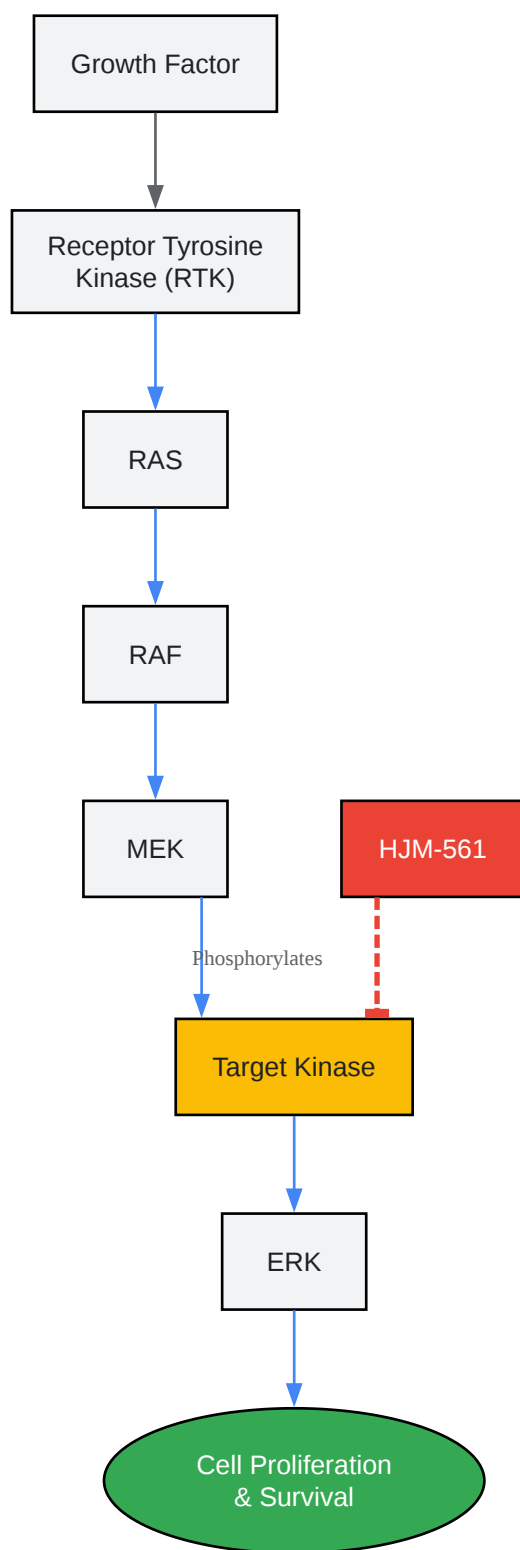 Growth Factor
Receptor Tyrosine
Kinase (RTK)
RAS
RAF
MEK
HJM-561
Phosphorylates
Target Kinase
ERK
Cell Proliferation
& Survival